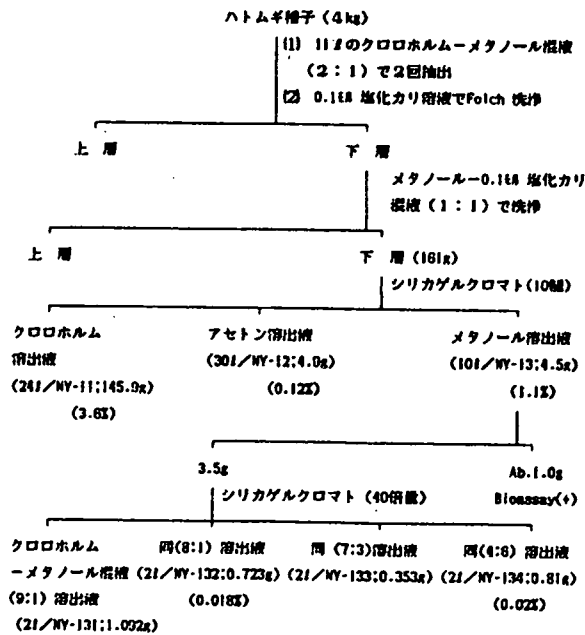 ハトムギ種子 (4kg)
(1) 11ℓのクロロホルム−メタノール混液
(2:1) で2回抽出
(2) 0.1M 塩化カリ溶液でFolch 洗浄
上 層
下 層
メタノール−0.1M 塩化カリ
混液 (1:1) で洗浄
上 層
下 層 (161g)
シリカゲルクロマト
クロロホルム
溶出液
(24ℓ/NY-11;145.9g)
(3.6%)
アセトン溶出液
(30ℓ/NY-12;4.0g)
(0.12%)
メタノール溶出液
(10ℓ/NY-13;4.5g)
(1.1%)
3.5g
シリカゲルクロマト (40倍量)
Ab.1.0g
Bioassay(+)
クロロホルム
−メタノール混液
(9:1) 溶出液
(2ℓ/NY-131;1.092g)
同(8:1) 溶出液
(2ℓ/NY-132;0.723g)
(0.018%)
同 (7:3)溶出液
(2ℓ/NY-133;0.353g)
同(4:6) 溶出液
(2ℓ/NY-134;0.81g)
(0.02%)